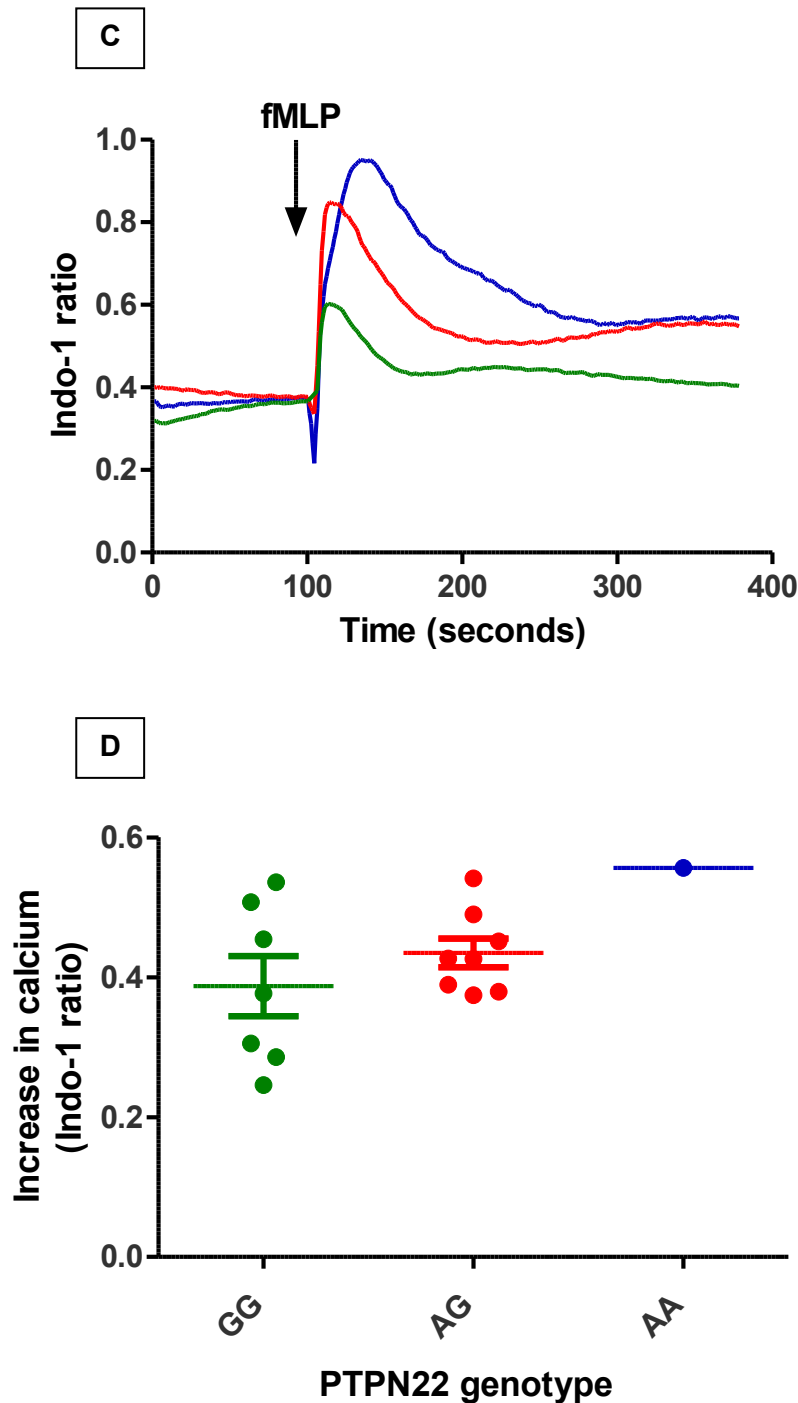 C
fMLP
1.0
0.8
0.6
0.4
0.2
0.0
Indo-1 ratio
0 100 200 300 400
Time (seconds)
D
0.6
0.4
0.2
0.0
Increase in calcium
(Indo-1 ratio)
GG AG AA
PTPN22 genotype